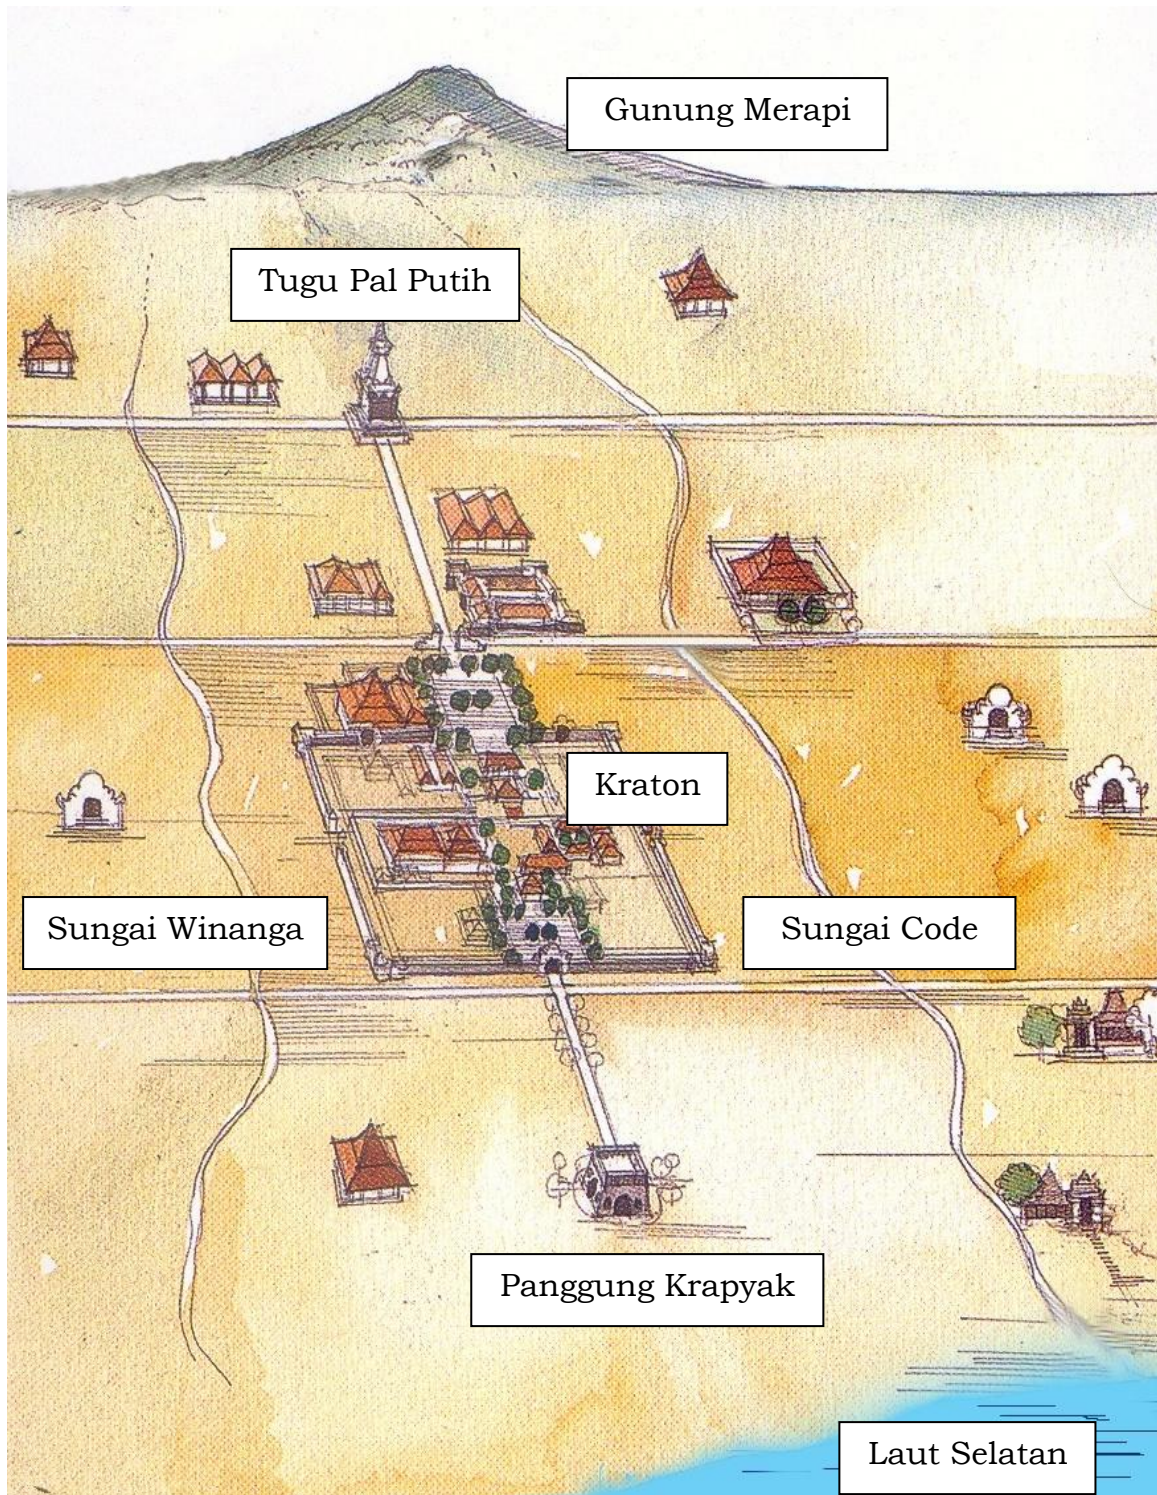 Gunung Merapi
Tugu Pal Putih
Kraton
Sungai Winanga
Sungai Code
Panggung Krapyak
Laut Selatan